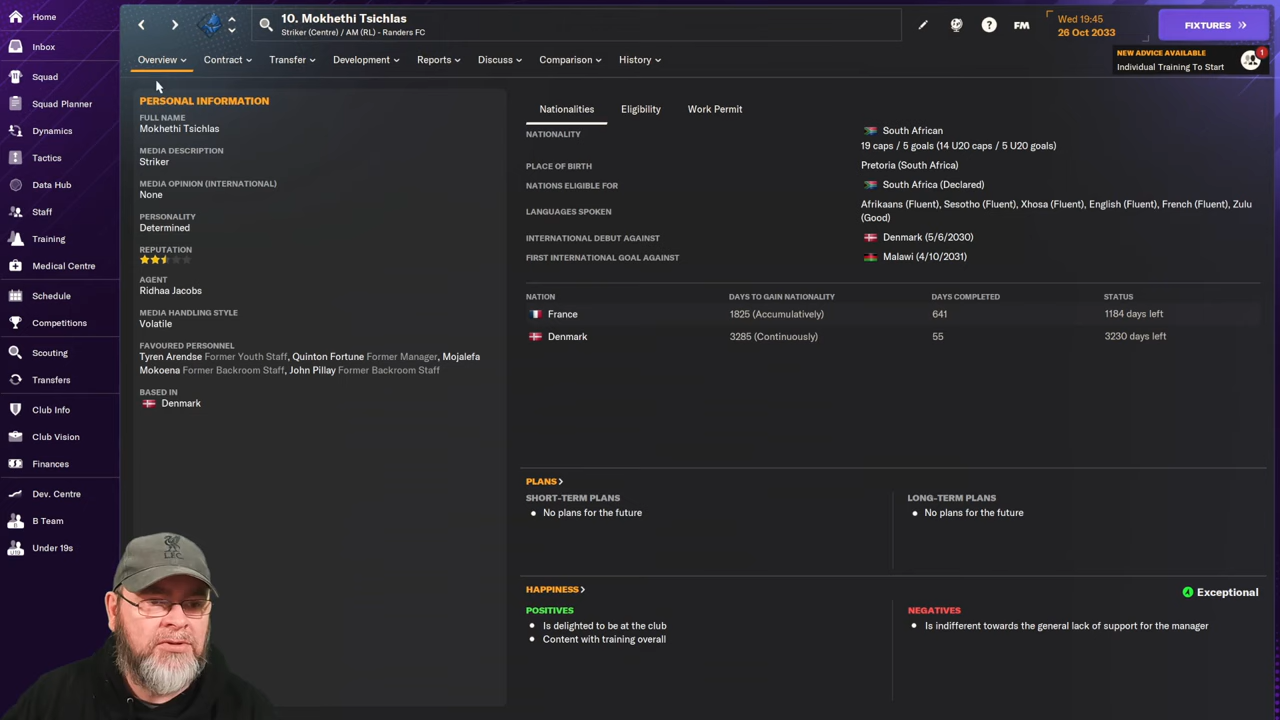 Home
Inbox
Squad
Squad Planner
Dynamics
Tactics
Data Hub
Staff
Training
Medical Centre
Schedule
Competitions
Scouting
Transfers
Club Info
Club Vision
Finances
Dev. Centre
B Team
Under 19s
10. Mokhethi Tsichlas
Striker (Centre) / AM (RL) - Randers FC
FM
Wed 19:45
26 Oct 2033
FIXTURES
Overview
Contract
Transfer
Development
Reports
Discuss
Comparison
History
NEW ADVICE AVAILABLE
Individual Training To Start
1
PERSONAL INFORMATION
FULL NAME
Mokhethi Tsichlas
MEDIA DESCRIPTION
Striker
MEDIA OPINION (INTERNATIONAL)
None
PERSONALITY
Determined
REPUTATION
AGENT
Ridhaa Jacobs
MEDIA HANDLING STYLE
Volatile
FAVOURED PERSONNEL
Tyren Arendse Former Youth Staff, Quinton Fortune Former Manager, Mojalefa
Mokoena Former Backroom Staff, John Pillay Former Backroom Staff
BASED IN
Denmark
Nationalities Eligibility Work Permit
NATIONALITY South African
19 caps / 5 goals (14 U20 caps / 5 U20 goals)
PLACE OF BIRTH Pretoria (South Africa)
NATIONS ELIGIBLE FOR South Africa (Declared)
LANGUAGES SPOKEN Afrikaans (Fluent), Sesotho (Fluent), Xhosa (Fluent), English (Fluent), French (Fluent), Zulu
(Good)
INTERNATIONAL DEBUT AGAINST Denmark (5/6/2030)
FIRST INTERNATIONAL GOAL AGAINST Malawi (4/10/2031)
NATION DAYS TO GAIN NATIONALITY DAYS COMPLETED STATUS
France 1825 (Accumulatively) 641 1184 days left
Denmark 3285 (Continuously) 55 3230 days left
PLANS
SHORT-TERM PLANS
No plans for the future
LONG-TERM PLANS
No plans for the future
HAPPINESS
Exceptional
POSITIVES
Is delighted to be at the club
Content with training overall
NEGATIVES
Is indifferent towards the general lack of support for the manager
L.F.C.